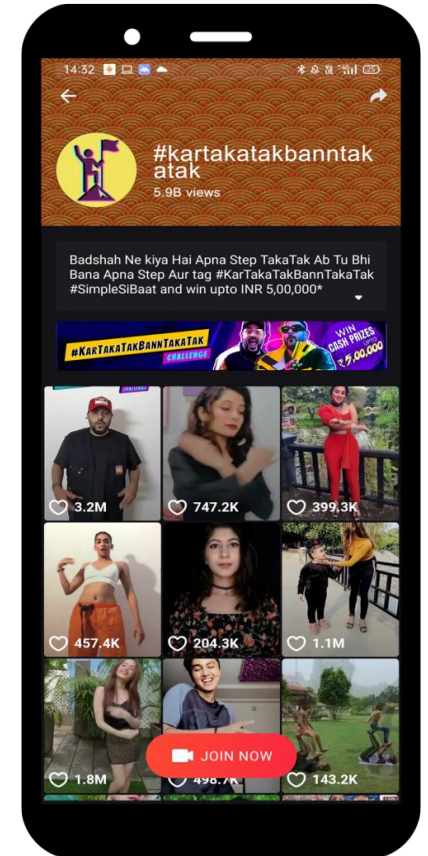 14:32
#kartakatakbanntak
atak
5.9B views
Badshah Ne kiya Hai Apna Step TakaTak Ab Tu Bhi
Bana Apna Step Aur tag #KarTakaTakBannTakaTak
#SimpleSiBaat and win upto INR 5,00,000*
#KARTAKATAKBANNTAKATAK
CHALLENGE
WIN
CASH PRIZES
UPTO
₹5,00,000
3.2M
747.2K
399.3K
457.4K
204.3K
1.1M
1.8M
498.7K
143.2K
JOIN NOW